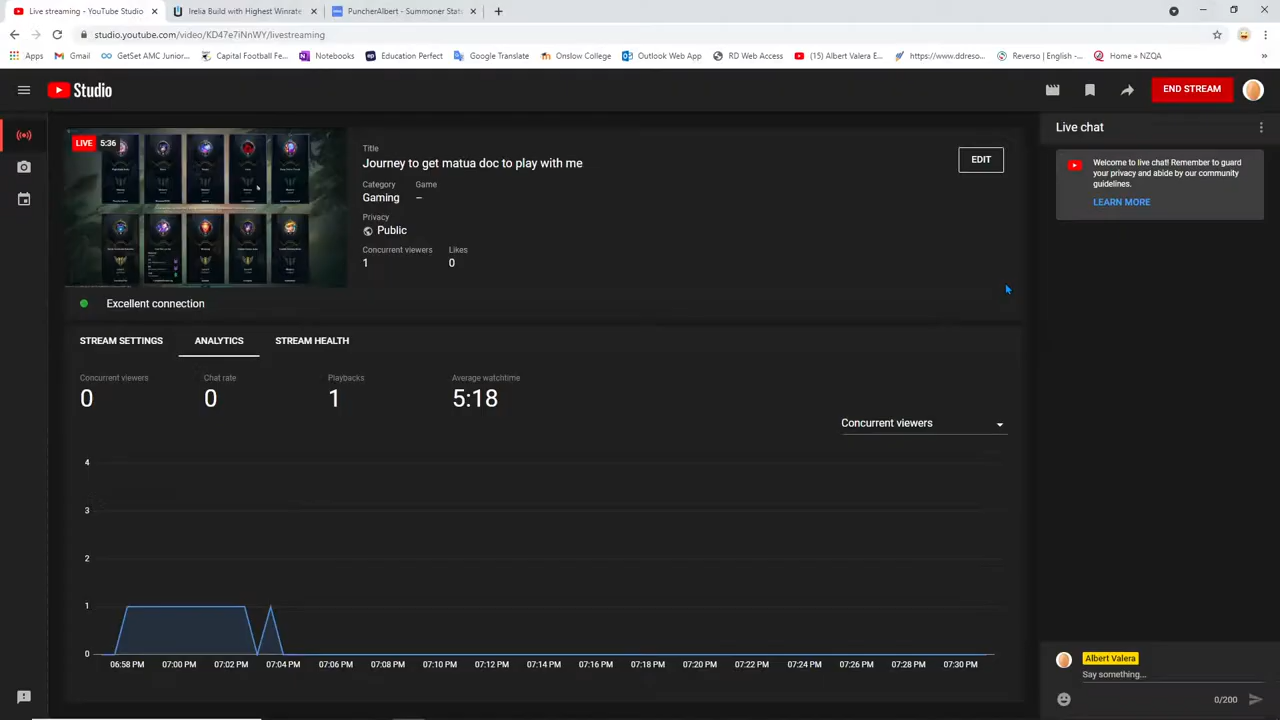 Live streaming - YouTube Studio
Irelia Build with Highest Winrate
PuncherAlbert - Summoner Stat
studio.youtube.com/video/KD47e7iNnWY/livestreaming
Apps
Gmail
GetSet AMC Junior...
Capital Football Fe...
Notebooks
Education Perfect
Google Translate
Onslow College
Outlook Web App
RD Web Access
(15) Albert Valera E...
https://www.ddreso...
Reverso | English -...
Home » NZQA
Studio
END STREAM
LIVE 5:36
Title
Journey to get matua doc to play with me
EDIT
Category Game
Gaming –
Privacy
Public
Concurrent viewers Likes
1 0
Excellent connection
STREAM SETTINGS ANALYTICS STREAM HEALTH
Concurrent viewers Chat rate Playbacks Average watchtime
0 0 1 5:18
Concurrent viewers
4
3
2
1
0
06:58 PM 07:00 PM 07:02 PM 07:04 PM 07:06 PM 07:08 PM 07:10 PM 07:12 PM 07:14 PM 07:16 PM 07:18 PM 07:20 PM 07:22 PM 07:24 PM 07:26 PM 07:28 PM 07:30 PM
Live chat
Welcome to live chat! Remember to guard
your privacy and abide by our community
guidelines.
LEARN MORE
Albert Valera
Say something...
0/200